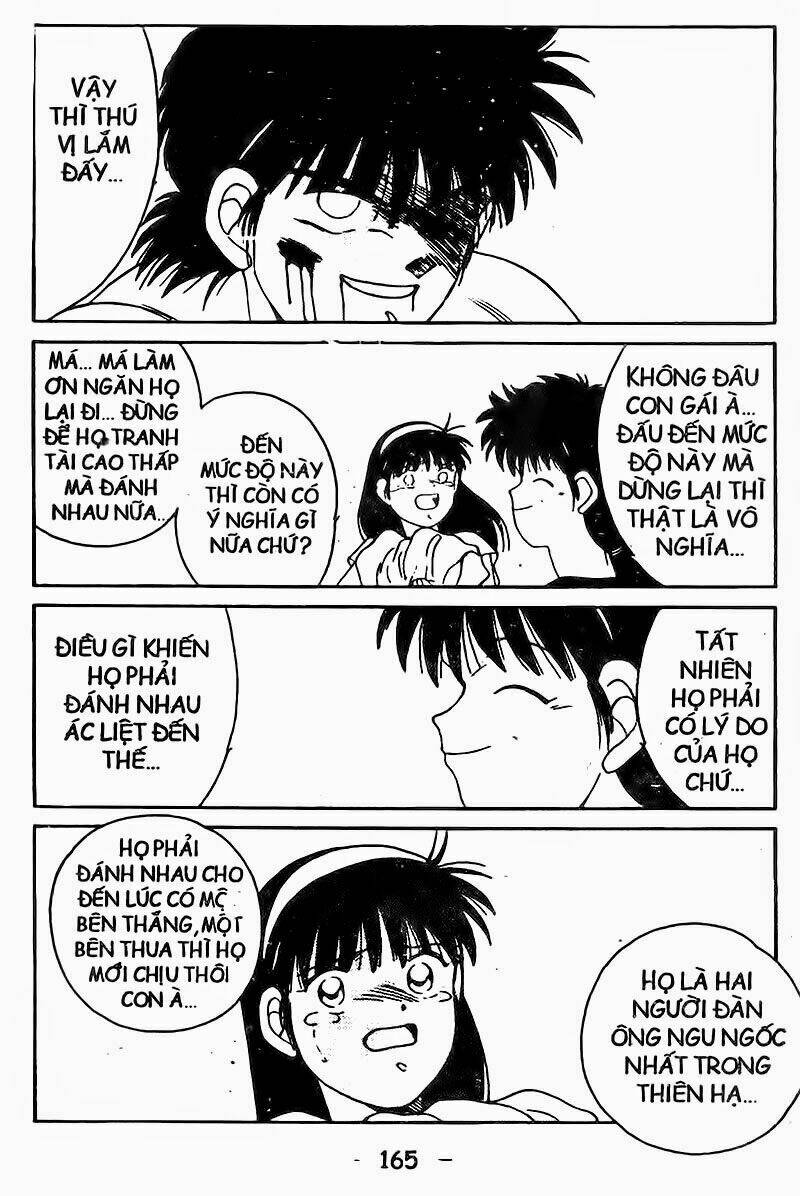 VẬY
THÌ THÚ
VỊ LẮM
ĐẤY...
MÁ... MÁ LÀM
ƠN NGĂN HỌ
LẠI ĐI... ĐỪNG
ĐỂ HỌ TRANH
TÀI CAO THẤP
MÀ ĐÁNH
NHAU NỮA...
ĐẾN
MỨC ĐỘ NÀY
THÌ CÒN CÓ
Ý NGHĨA GÌ
NỮA CHỨ?
KHÔNG ĐÂU
CON GÁI À...
ĐẤU ĐẾN MỨC
ĐỘ NÀY MÀ
DỪNG LẠI THÌ
THẬT LÀ VÔ
NGHĨA...
ĐIỀU GÌ KHIẾN
HỌ PHẢI
ĐÁNH NHAU
ÁC LIỆT ĐẾN
THẾ...
TẤT
NHIÊN
HỌ PHẢI
CÓ LÝ DO
CỦA HỌ
CHỨ...
HỌ PHẢI
ĐÁNH NHAU CHO
ĐẾN LÚC CÓ
BÊN THẮNG, MỘT
BÊN THUA THÌ HỌ
MỚI CHỊU THÔI
CON À...
HỌ LÀ HAI
NGƯỜI ĐÀN
ÔNG NGU NGỐC
NHẤT TRONG
THIÊN HẠ...
- 165 -